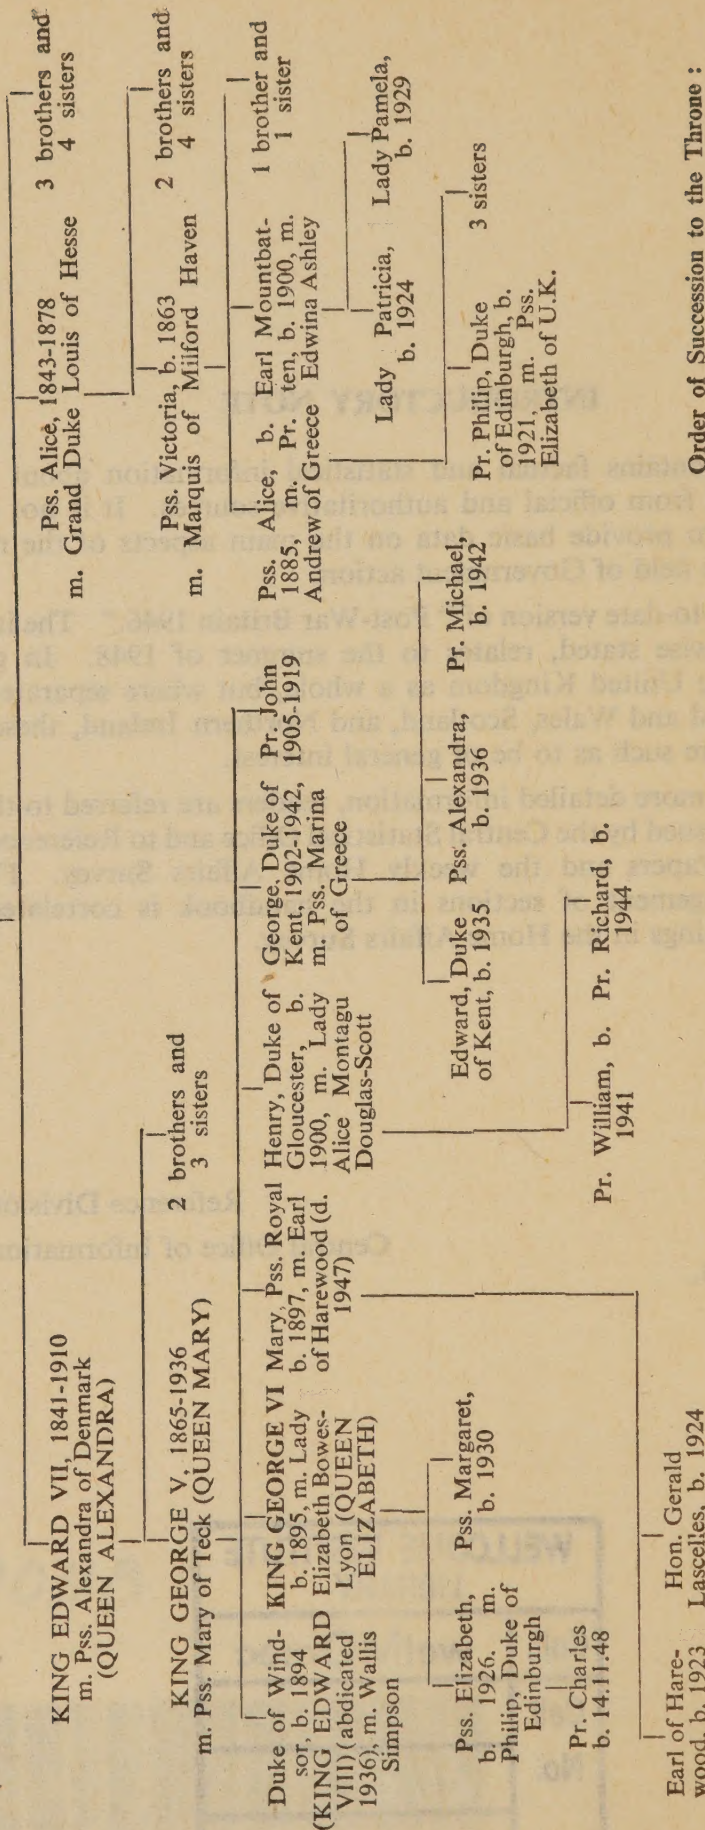 KING EDWARD VII, 1841-1910
m. Pss. Alexandra of Denmark
(QUEEN ALEXANDRA)
Pss. Alice, 1843-1878
m. Grand Duke Louis of Hesse
3 brothers and
4 sisters
KING GEORGE V, 1865-1936
m. Pss. Mary of Teck (QUEEN MARY)
2 brothers and
3 sisters
Pss. Victoria, b. 1863
m. Marquis of Milford Haven
2 brothers and
4 sisters
Duke of Wind-
sor, b. 1894
(KING EDWARD
VIII) (abdicated
1936), m. Wallis
Simpson
KING GEORGE VI
b. 1895, m. Lady
Elizabeth Bowes-
Lyon (QUEEN
ELIZABETH)
Mary, Pss. Royal
b. 1897, m. Earl
of Harewood (d.
1947)
Henry, Duke of
Gloucester, b.
1900, m. Lady
Alice Montagu
Douglas-Scott
George, Duke of
Kent, 1902-1942,
m. Pss. Marina
of Greece
Pr. John
1905-1919
Pss. Alice, b.
1885, m. Pr.
Andrew of Greece
Earl Mountbat-
ten, b. 1900, m.
Edwina Ashley
1 brother and
1 sister
Lady Patricia,
b. 1924
Lady Pamela,
b. 1929
Pss. Elizabeth,
b. 1926. m.
Philip, Duke of
Edinburgh
Pss. Margaret,
b. 1930
Edward, Duke
of Kent, b. 1935
Pss. Alexandra,
b. 1936
Pr. Michael,
b. 1942
Pr. Philip, Duke
of Edinburgh, b.
1921, m. Pss.
Elizabeth of U.K.
3 sisters
Pr. Charles
b. 14.11.48
Pr. William, b.
1941
Pr. Richard, b.
1944
Earl of Hare-
wood, b. 1923
Hon. Gerald
Lascelles, b. 1924
Order of Succession to the Throne :